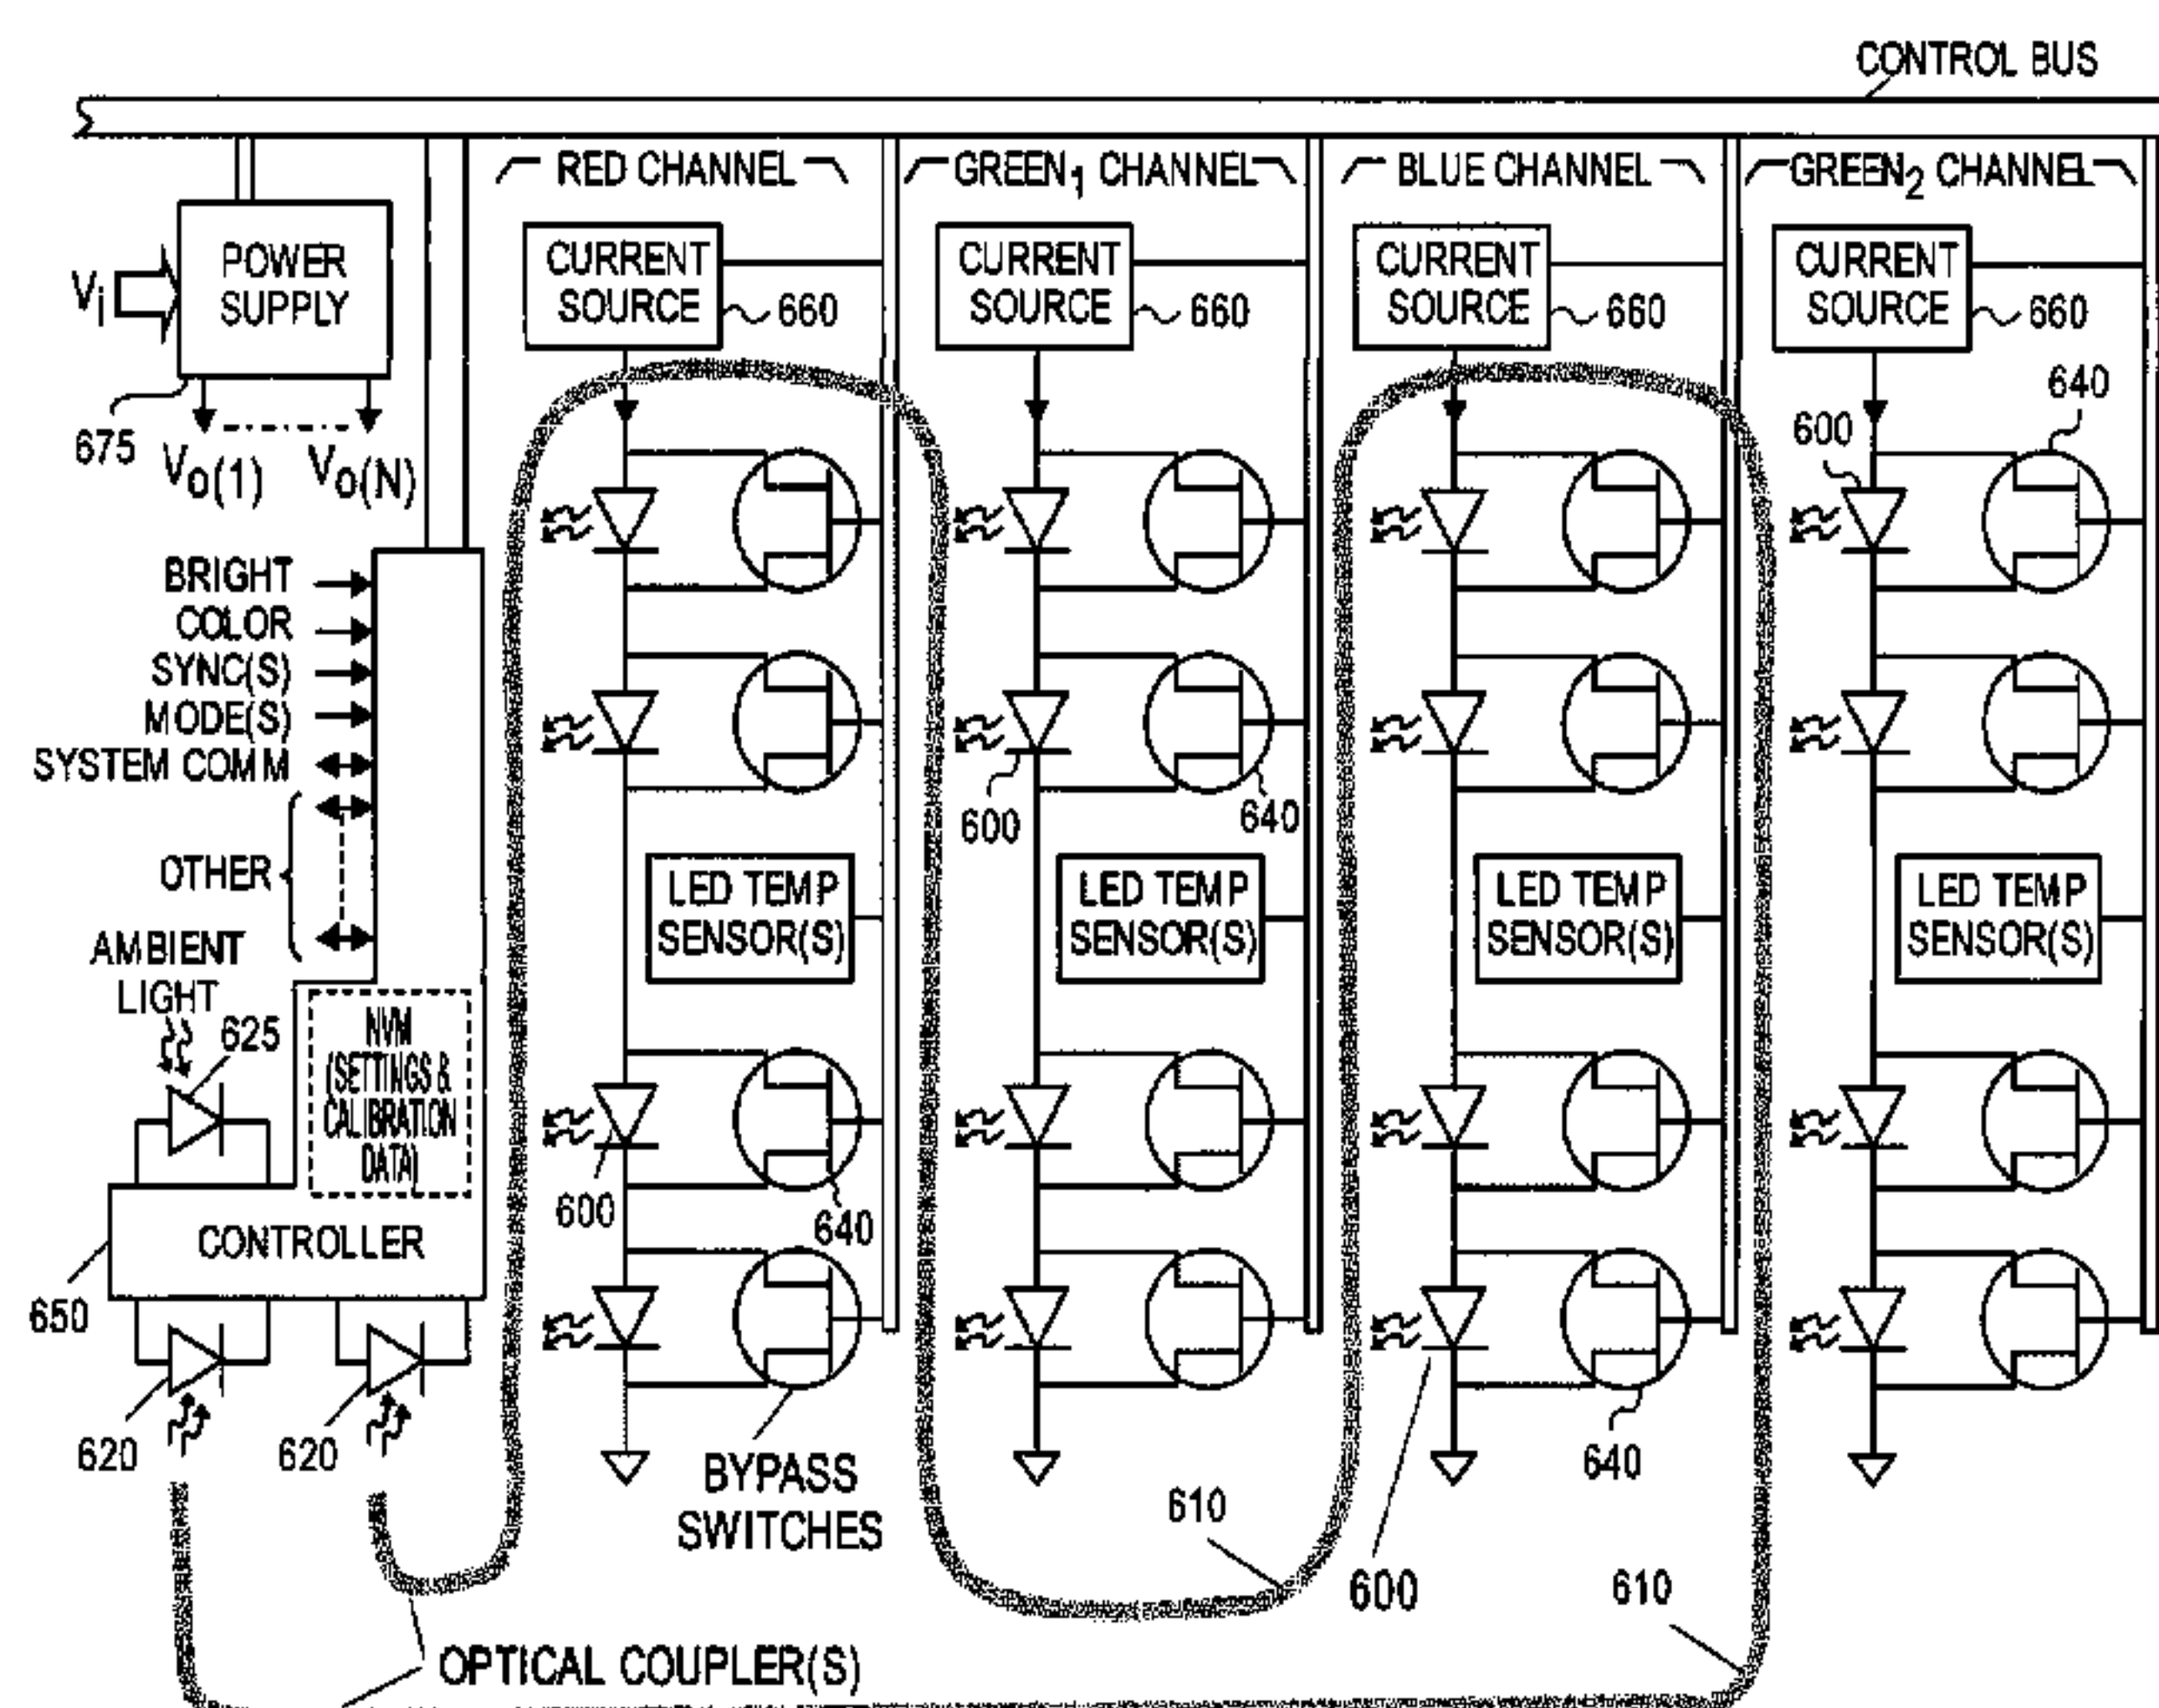 CONTROL BUS
RED CHANNEL
GREEN1 CHANNEL
BLUE CHANNEL
GREEN2 CHANNEL
Vi
POWER
SUPPLY
675
Vo(1)
Vo(N)
CURRENT
SOURCE
660
CURRENT
SOURCE
660
CURRENT
SOURCE
660
CURRENT
SOURCE
660
640
600
BRIGHT
COLOR
SYNC(S)
MODE(S)
SYSTEM COMM
OTHER
AMBIENT
LIGHT
625
NVM
(SETTINGS &
CALIBRATION
DATA)
CONTROLLER
650
620
620
600
640
LED TEMP
SENSOR(S)
LED TEMP
SENSOR(S)
LED TEMP
SENSOR(S)
LED TEMP
SENSOR(S)
600
640
BYPASS
SWITCHES
640
610
600
610
OPTICAL COUPLER(S)